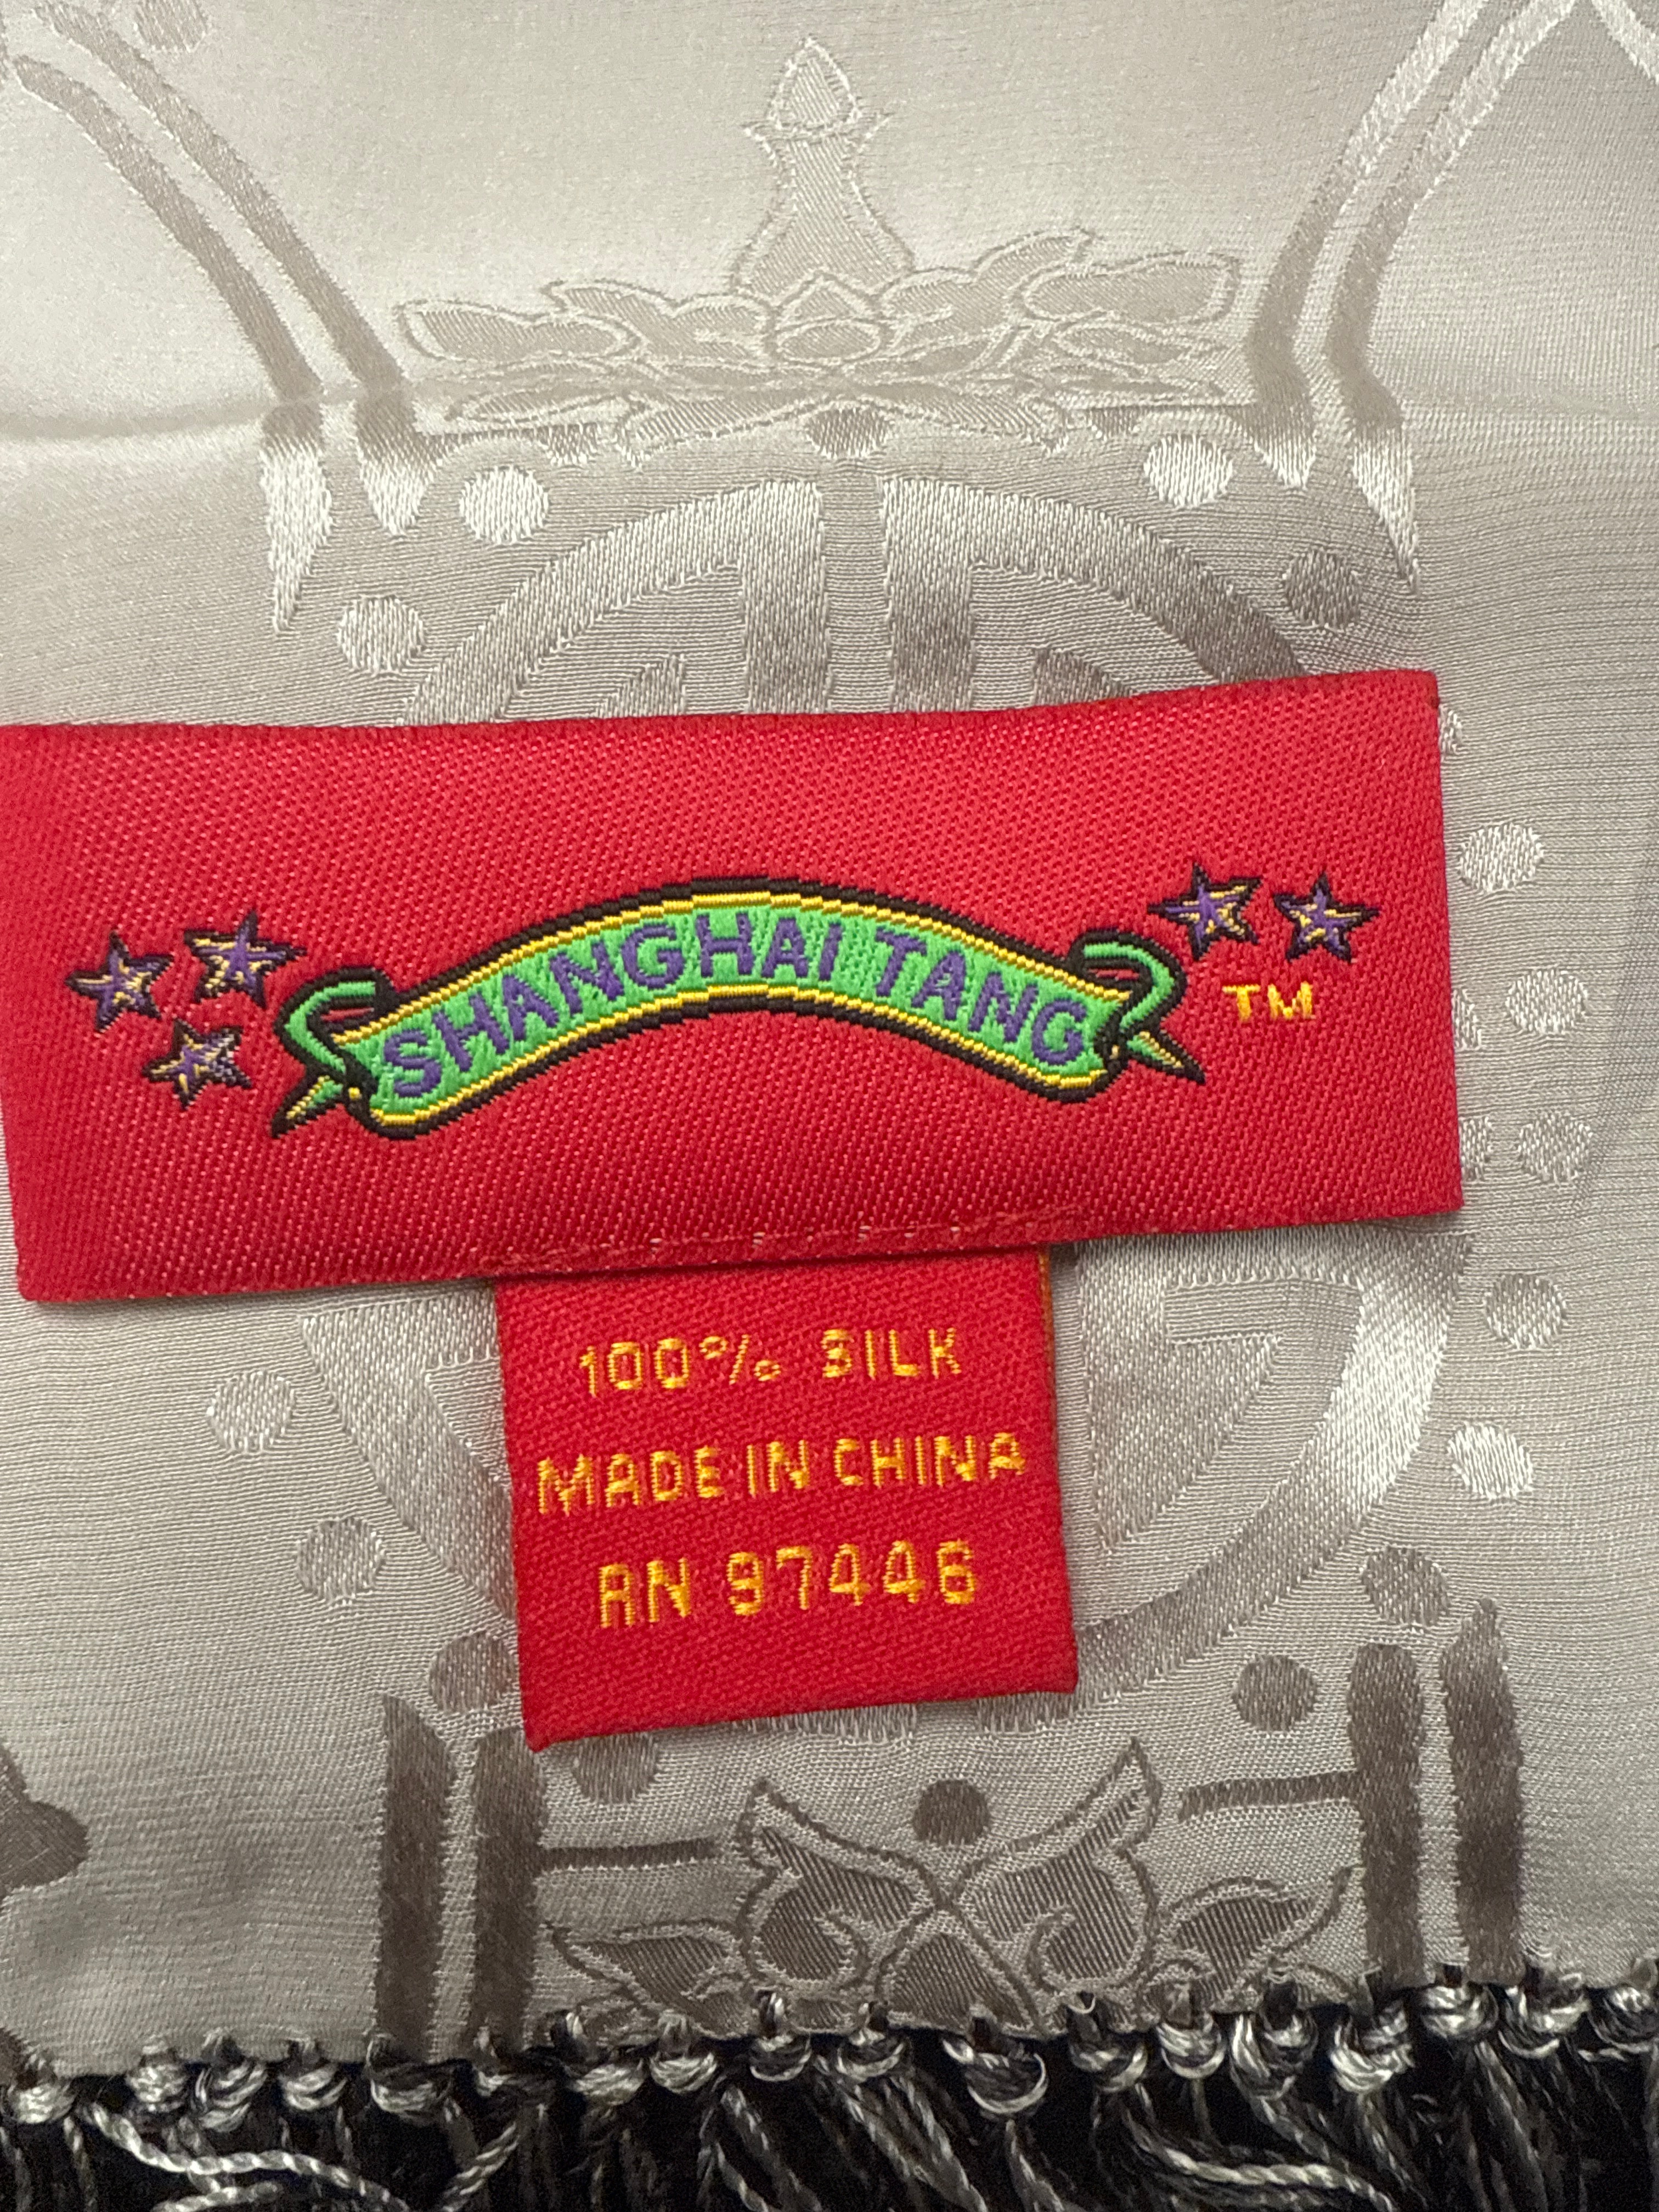 SHANGHAI TANG
TM
100% SILK
MADE IN CHINA
RN 97446